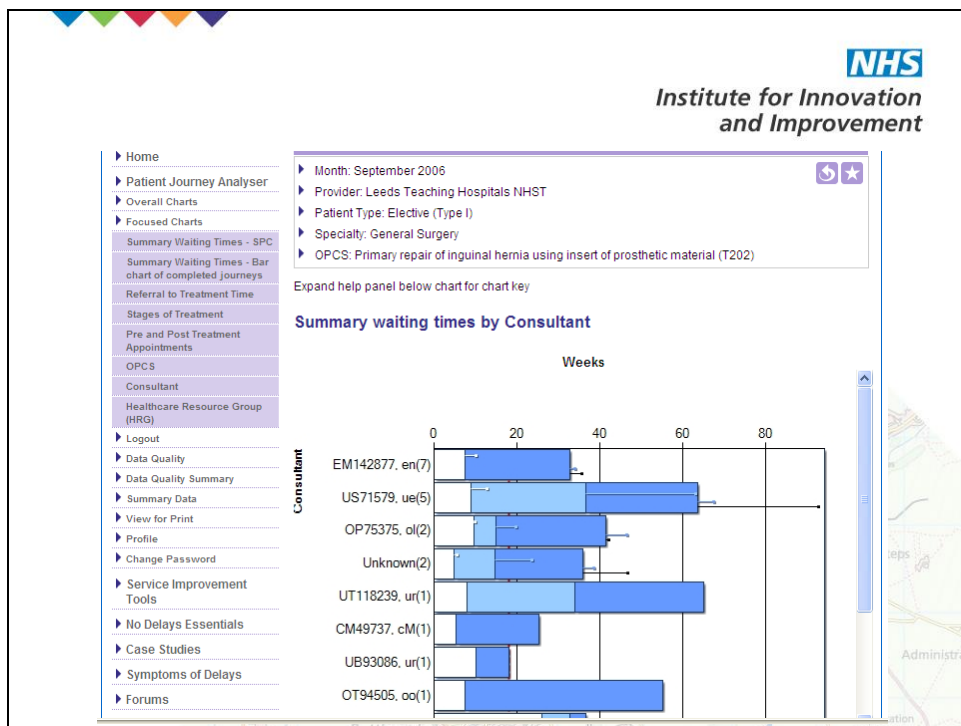 NHS
Institute for Innovation
and Improvement
Home
Patient Journey Analyser
Overall Charts
Focused Charts
Summary Waiting Times - SPC
Summary Waiting Times - Bar
chart of completed journeys
Referral to Treatment Time
Stages of Treatment
Pre and Post Treatment
Appointments
OPCS
Consultant
Healthcare Resource Group
(HRG)
Logout
Data Quality
Data Quality Summary
Summary Data
View for Print
Profile
Change Password
Service Improvement
Tools
No Delays Essentials
Case Studies
Symptoms of Delays
Forums
Month: September 2006
Provider: Leeds Teaching Hospitals NHST
Patient Type: Elective (Type I)
Specialty: General Surgery
OPCS: Primary repair of inguinal hernia using insert of prosthetic material (T202)
Expand help panel below chart for chart key
Summary waiting times by Consultant
Weeks
0 20 40 60 80
Consultant
EM142877, en(7)
US71579, ue(5)
OP75375, ol(2)
Unknown(2)
UT118239, ur(1)
CM49737, cM(1)
UB93086, ur(1)
OT94505, oo(1)